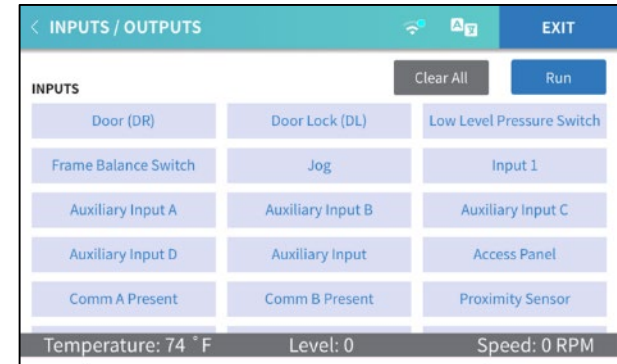 < INPUTS / OUTPUTS EXIT
Clear All Run
INPUTS
Door (DR) Door Lock (DL) Low Level Pressure Switch
Frame Balance Switch Jog Input 1
Auxiliary Input A Auxiliary Input B Auxiliary Input C
Auxiliary Input D Auxiliary Input Access Panel
Comm A Present Comm B Present Proximity Sensor
Temperature: 74 °F Level: 0 Speed: 0 RPM